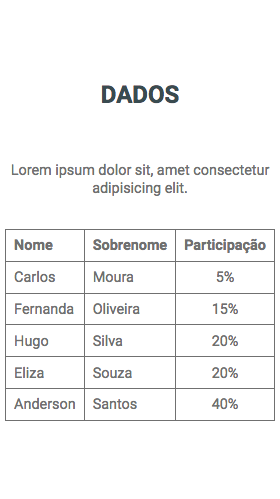 DADOS
Lorem ipsum dolor sit, amet consectetur
adipisicing elit.
Nome Sobrenome Participação
Carlos Moura 5%
Fernanda Oliveira 15%
Hugo Silva 20%
Eliza Souza 20%
Anderson Santos 40%